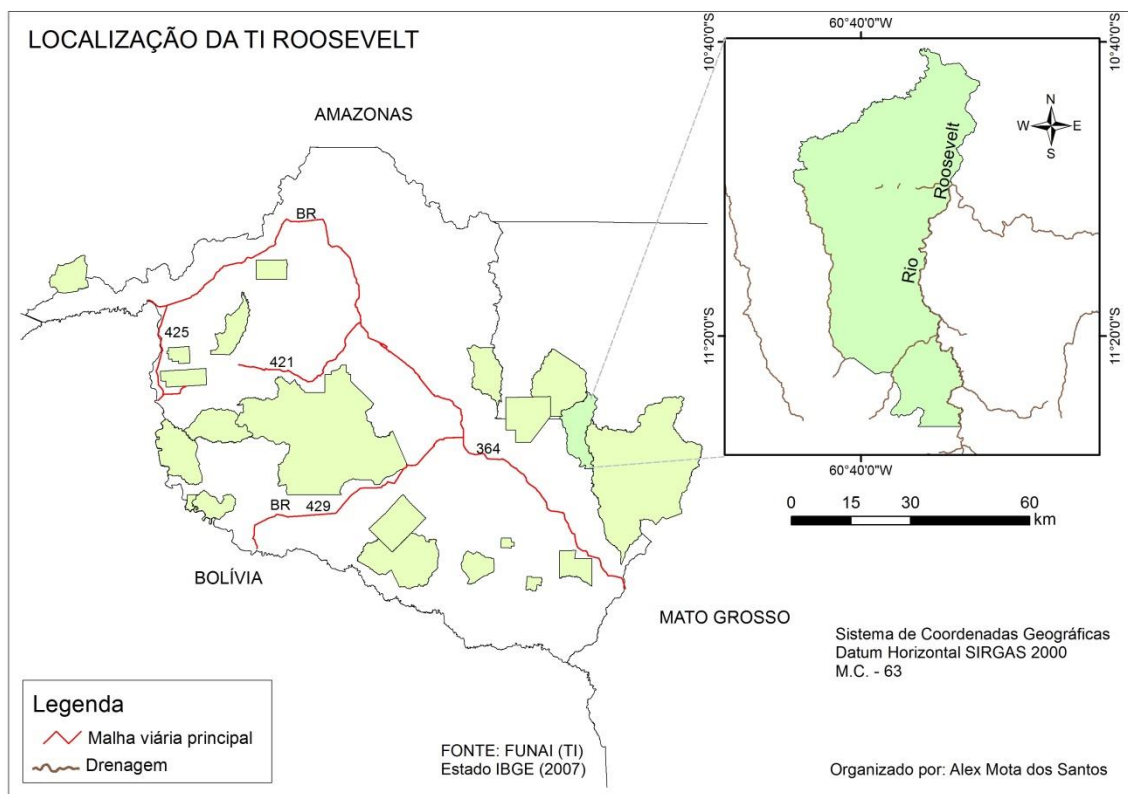 LOCALIZAÇÃO DA TI ROOSEVELT
AMAZONAS
BR
425
421
364
BR
429
BOLÍVIA
MATO GROSSO
60°40'0"W
10°40'0"S
10°40'0"S
N
W
E
S
Rio Roosevelt
11°20'0"S
11°20'0"S
60°40'0"W
0 15 30 60
km
Sistema de Coordenadas Geográficas
Datum Horizontal SIRGAS 2000
M.C. - 63
Legenda
Malha viária principal
Drenagem
FONTE: FUNAI (TI)
Estado IBGE (2007)
Organizado por: Alex Mota dos Santos